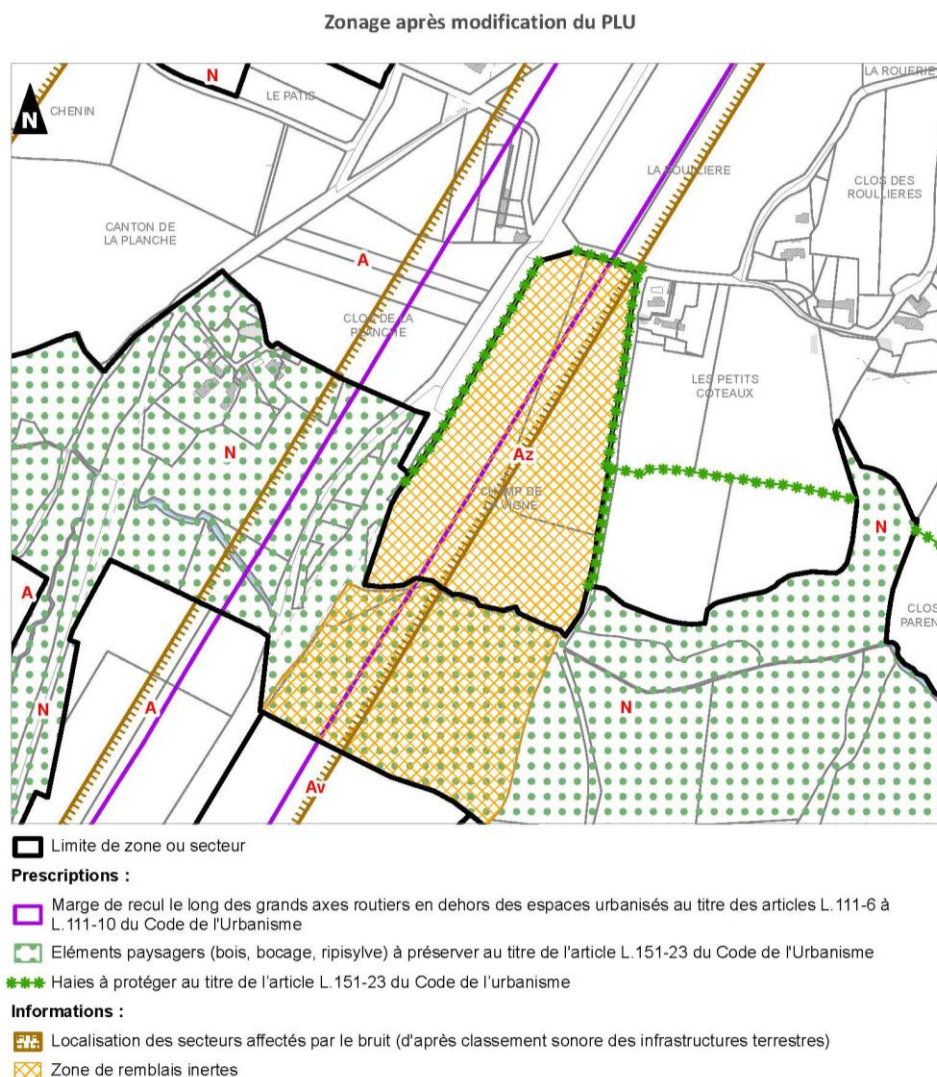 Zonage après modification du PLU
N
LA ROUERIE
LE PATIS
CHENIN
N
LA ROULLIERE
CLOS DES
ROULLIERES
CANTON DE
LA PLANCHE
A
CLOS DE LA
PLANCHE
LES PETITS
COTEAUX
N
Az
CHAMP DE
LA VIGNE
N
A
CLOS
PAREN
N
A
N
Av
Limite de zone ou secteur
Prescriptions :
Marge de recul le long des grands axes routiers en dehors des espaces urbanisés au titre des articles L.111-6 à
L.111-10 du Code de l'Urbanisme
Eléments paysagers (bois, bocage, ripisylve) à préserver au titre de l'article L.151-23 du Code de l'Urbanisme
Haies à protéger au titre de l'article L.151-23 du Code de l'urbanisme
Informations :
Localisation des secteurs affectés par le bruit (d'après classement sonore des infrastructures terrestres)
Zone de remblais inertes